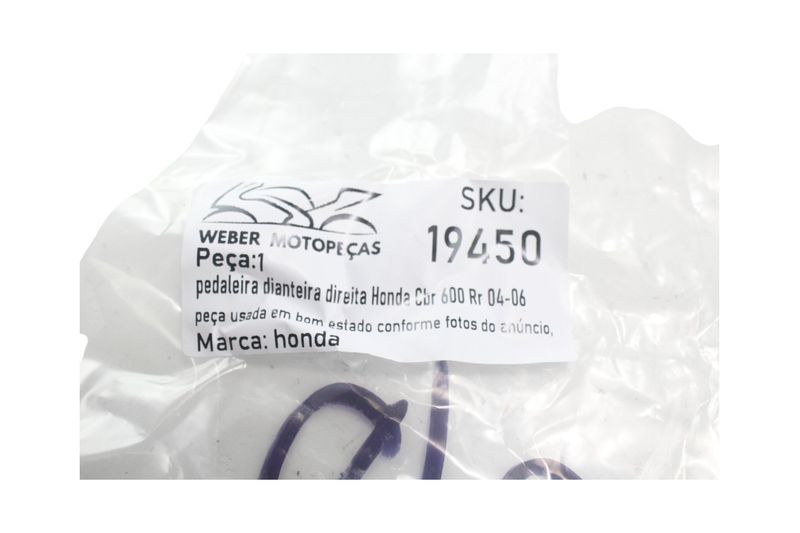 WEBER MOTOPEÇAS
SKU:
19450
Peça:1
pedaleira dianteira direita Honda Cbr 600 Rr 04-06
peça usada em bom estado conforme fotos do anúncio,
Marca: honda